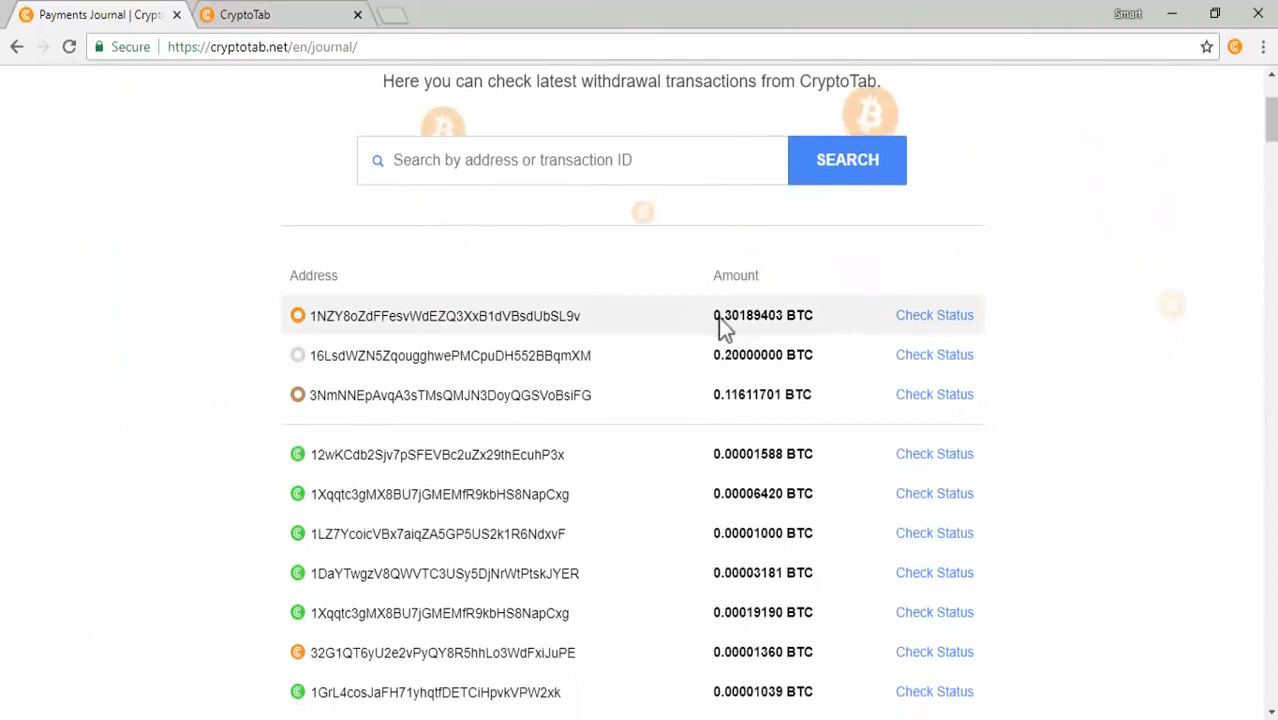 Payments Journal | Crypt
CryptoTab
Smart
Secure
https://cryptotab.net/en/journal/
Here you can check latest withdrawal transactions from CryptoTab.
Search by address or transaction ID
SEARCH
Address Amount
1NZY8oZdFFesvWdEZQ3XxB1dVBsdUbSL9v 0.30189403 BTC Check Status
16LsdWZN5ZqougghwePMCpuDH552BBqmXM 0.20000000 BTC Check Status
3NmNNEpAvqA3sTMsQMJN3DoyQGSVoBsiFG 0.11611701 BTC Check Status
12wKCdb2Sjv7pSFEVBc2uZx29thEcuhP3x 0.00001588 BTC Check Status
1Xqqtc3gMX8BU7jGMEMfR9kbHS8NapCxg 0.00006420 BTC Check Status
1LZ7YcoicVBx7aiqZA5GP5US2k1R6NdxvF 0.00001000 BTC Check Status
1DaYTwgzV8QWVTC3USy5DjNrWtPtskJYER 0.00003181 BTC Check Status
1Xqqtc3gMX8BU7jGMEMfR9kbHS8NapCxg 0.00019190 BTC Check Status
32G1QT6yU2e2vPyQY8R5hhLo3WdFxiJuPE 0.00001360 BTC Check Status
1GrL4cosJaFH71yhqtfDETCiHpvkVPW2xk 0.00001039 BTC Check Status